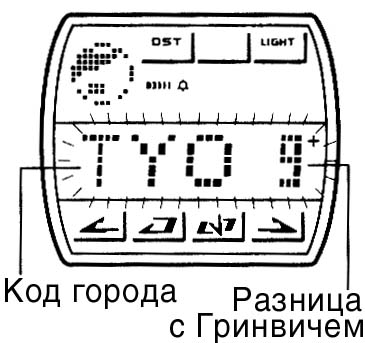 DST LIGHT
TYO 9+
Код города
Разница
с Гринвичем